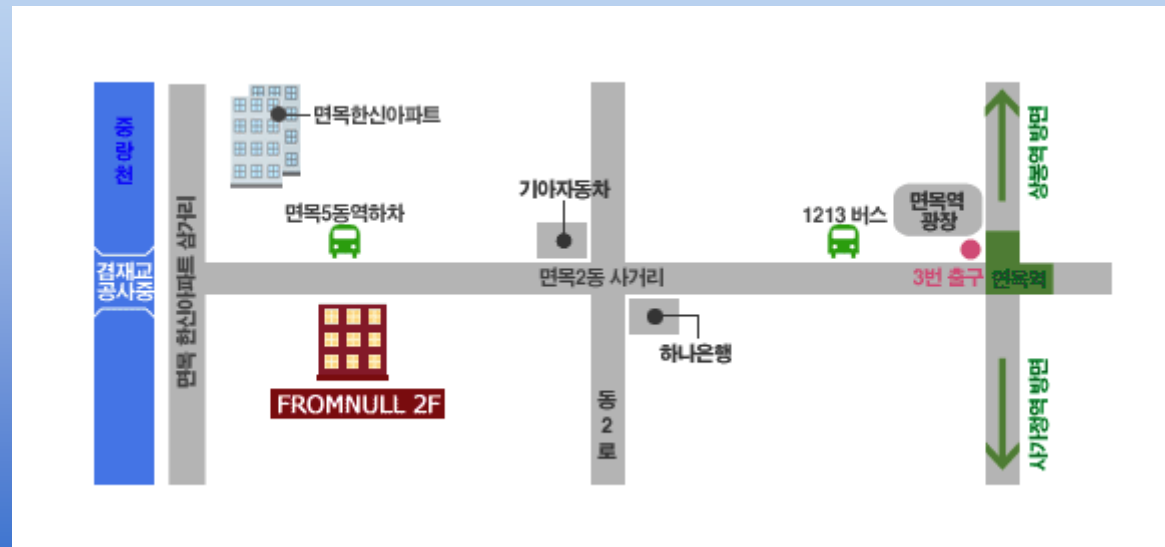 중랑천
겸재교
공사중
면목 한신아파트 삼거리
면목한신아파트
면목5동역하차
기아자동차
1213 버스
면목역
광장
상봉역 방면
면목2동 사거리
3번 출구
면목역
FROMNULL 2F
하나은행
동2로
사가정역 방면